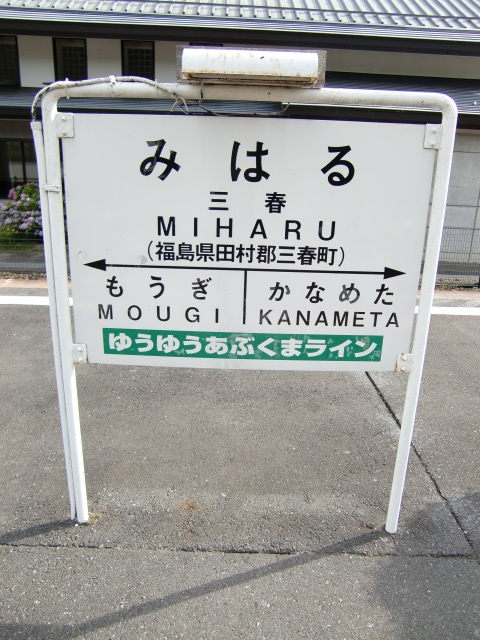 みはる
三春
MIHARU
(福島県田村郡三春町)
もうぎ かなめた
MOUGI KANAMETA
ゆうゆうあぶくまライン